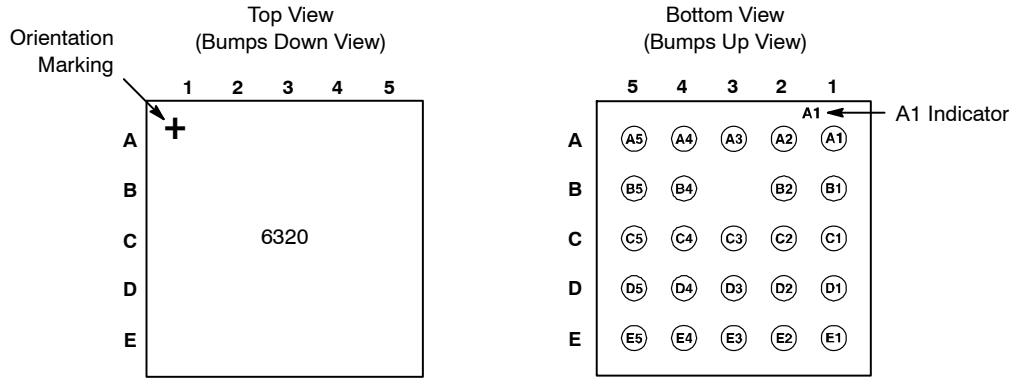 Top View
(Bumps Down View)
Orientation
Marking
1 2 3 4 5
A
B
C
D
E
6320
Bottom View
(Bumps Up View)
5 4 3 2 1
A1
A1 Indicator
A A5 A4 A3 A2 A1
B B5 B4 B2 B1
C C5 C4 C3 C2 C1
D D5 D4 D3 D2 D1
E E5 E4 E3 E2 E1